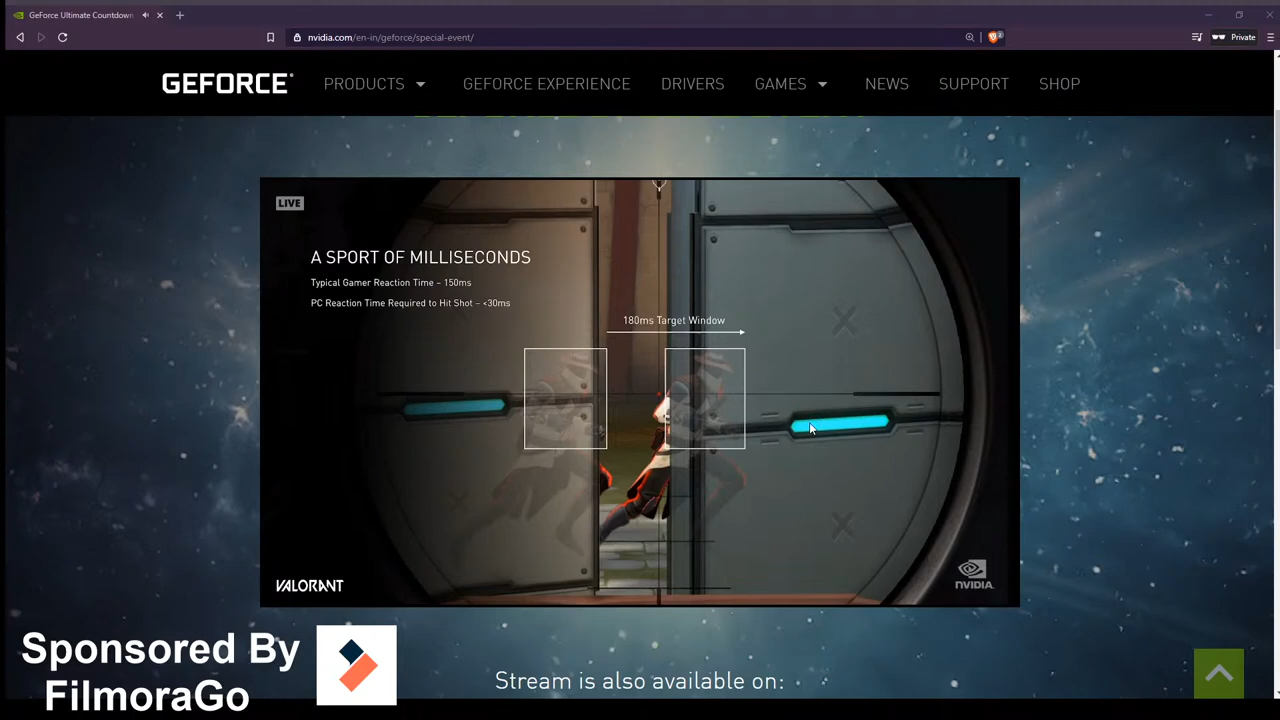 GeForce Ultimate Countdown
nvidia.com/en-in/geforce/special-event/
2
Private
GEFORCE
PRODUCTS
GEFORCE EXPERIENCE
DRIVERS
GAMES
NEWS
SUPPORT
SHOP
LIVE
A SPORT OF MILLISECONDS
Typical Gamer Reaction Time – 150ms
PC Reaction Time Required to Hit Shot – <30ms
180ms Target Window
VALORANT
NVIDIA.
Sponsored By
FilmoraGo
Stream is also available on: